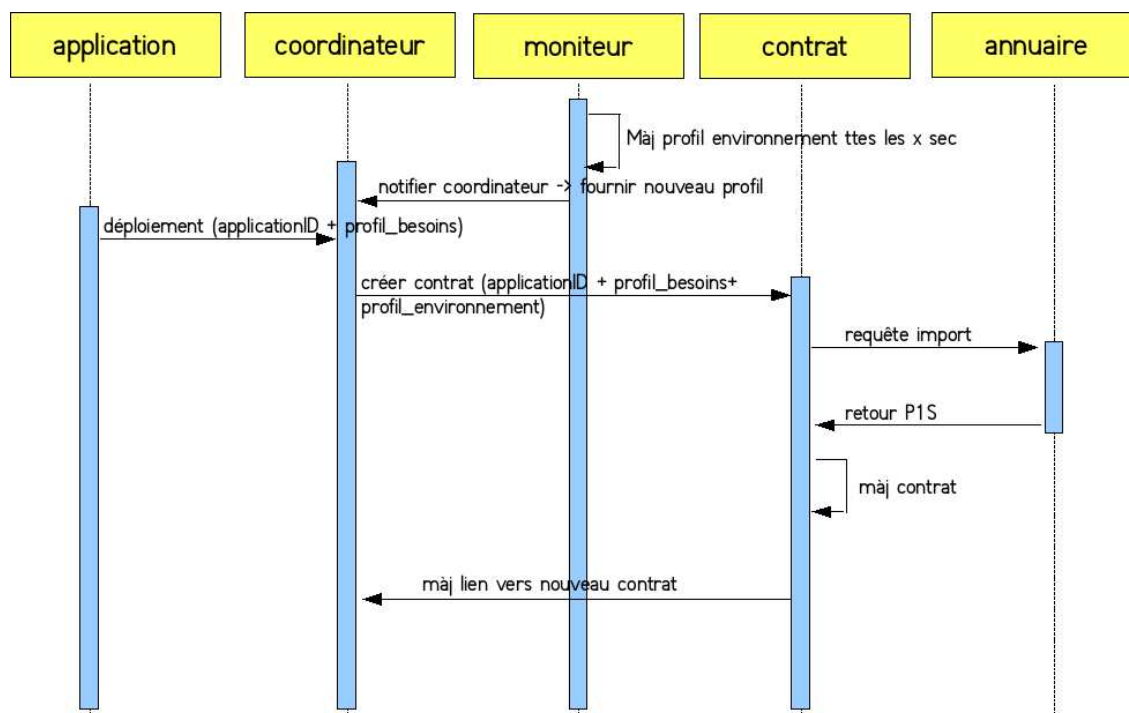 application
coordinateur
moniteur
contrat
annuaire
Màj profil environnement ttes les x sec
notifier coordinateur -> fournir nouveau profil
déploiement (applicationID + profil_besoins)
créer contrat (applicationID + profil_besoins+
profil_environnement)
requête import
retour P1S
màj contrat
màj lien vers nouveau contrat